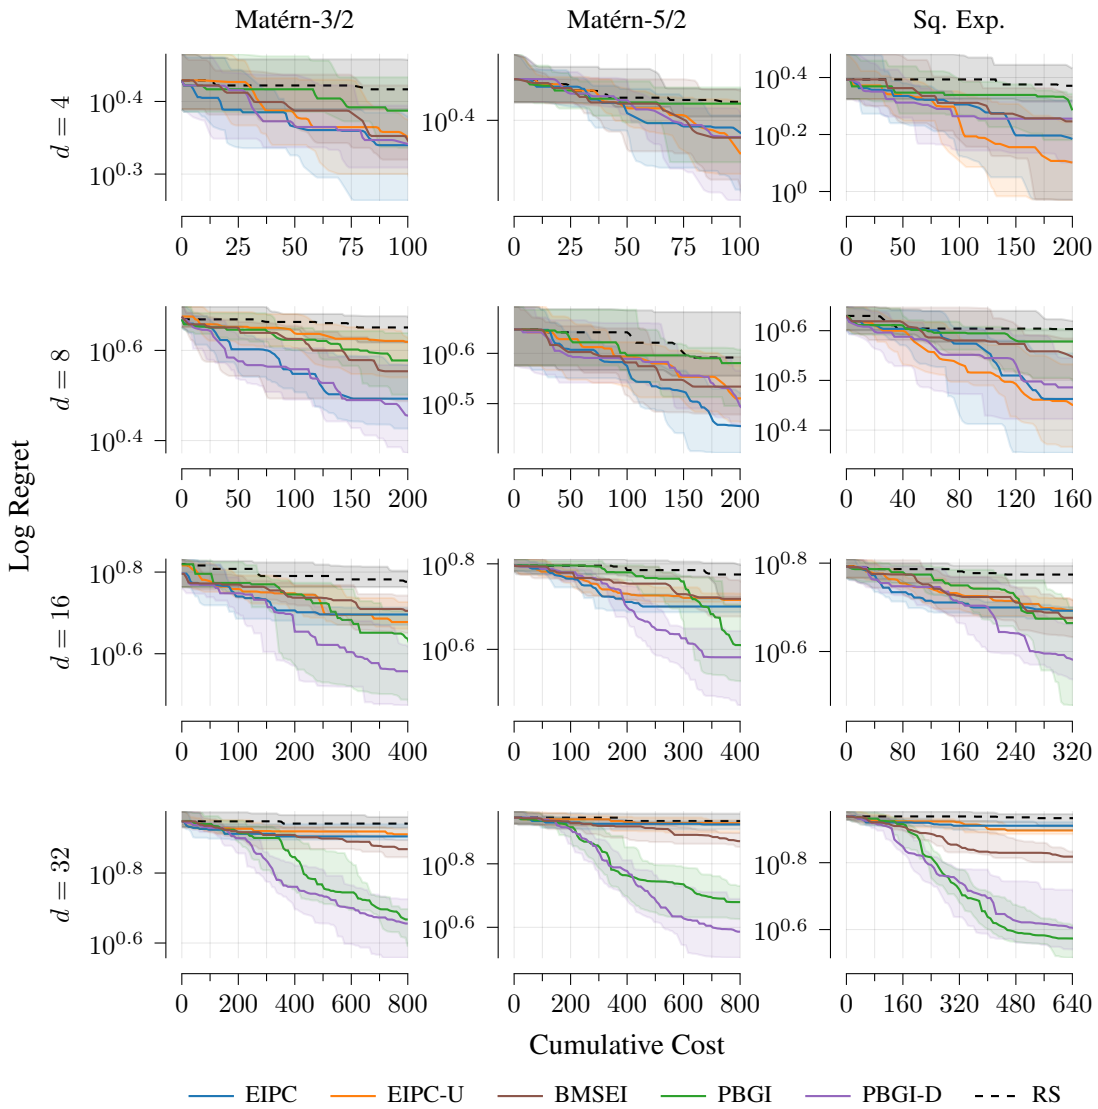 Matérn-3/2 Matérn-5/2 Sq. Exp.
d = 4
10^0.4 10^0.3
10^0.4
10^0.4 10^0.2 10^0
0 25 50 75 100 0 25 50 75 100 0 50 100 150 200
d = 8
10^0.6 10^0.4
10^0.6 10^0.5
10^0.6 10^0.5 10^0.4
0 50 100 150 200 0 50 100 150 200 0 40 80 120 160
Log Regret
d = 16
10^0.8 10^0.6
10^0.8 10^0.6
10^0.8 10^0.6
0 100 200 300 400 0 100 200 300 400 0 80 160 240 320
d = 32
10^0.8 10^0.6
10^0.8 10^0.6
10^0.8 10^0.6
0 200 400 600 800 0 200 400 600 800 0 160 320 480 640
Cumulative Cost
EIPC EIPC-U BMSEI PBGI PBGI-D RS